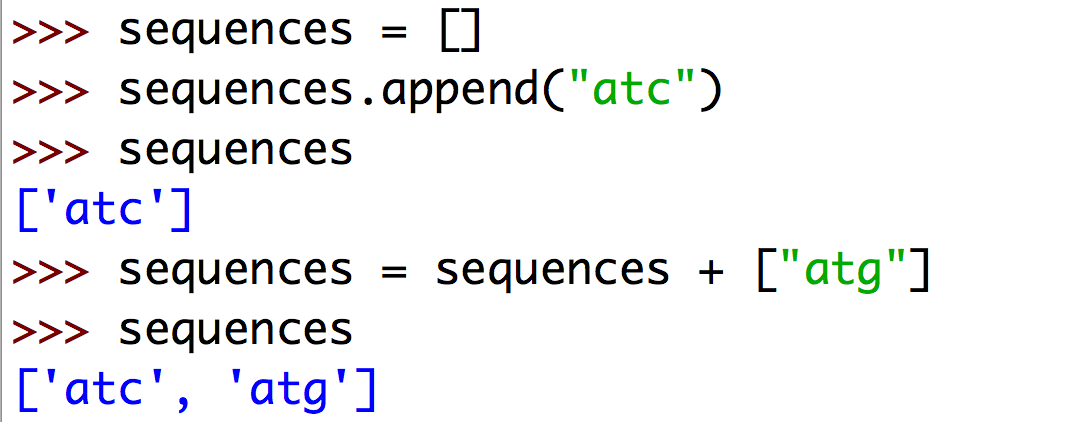 >>> sequences = []
>>> sequences.append("atc")
>>> sequences
['atc']
>>> sequences = sequences + ["atg"]
>>> sequences
['atc', 'atg']